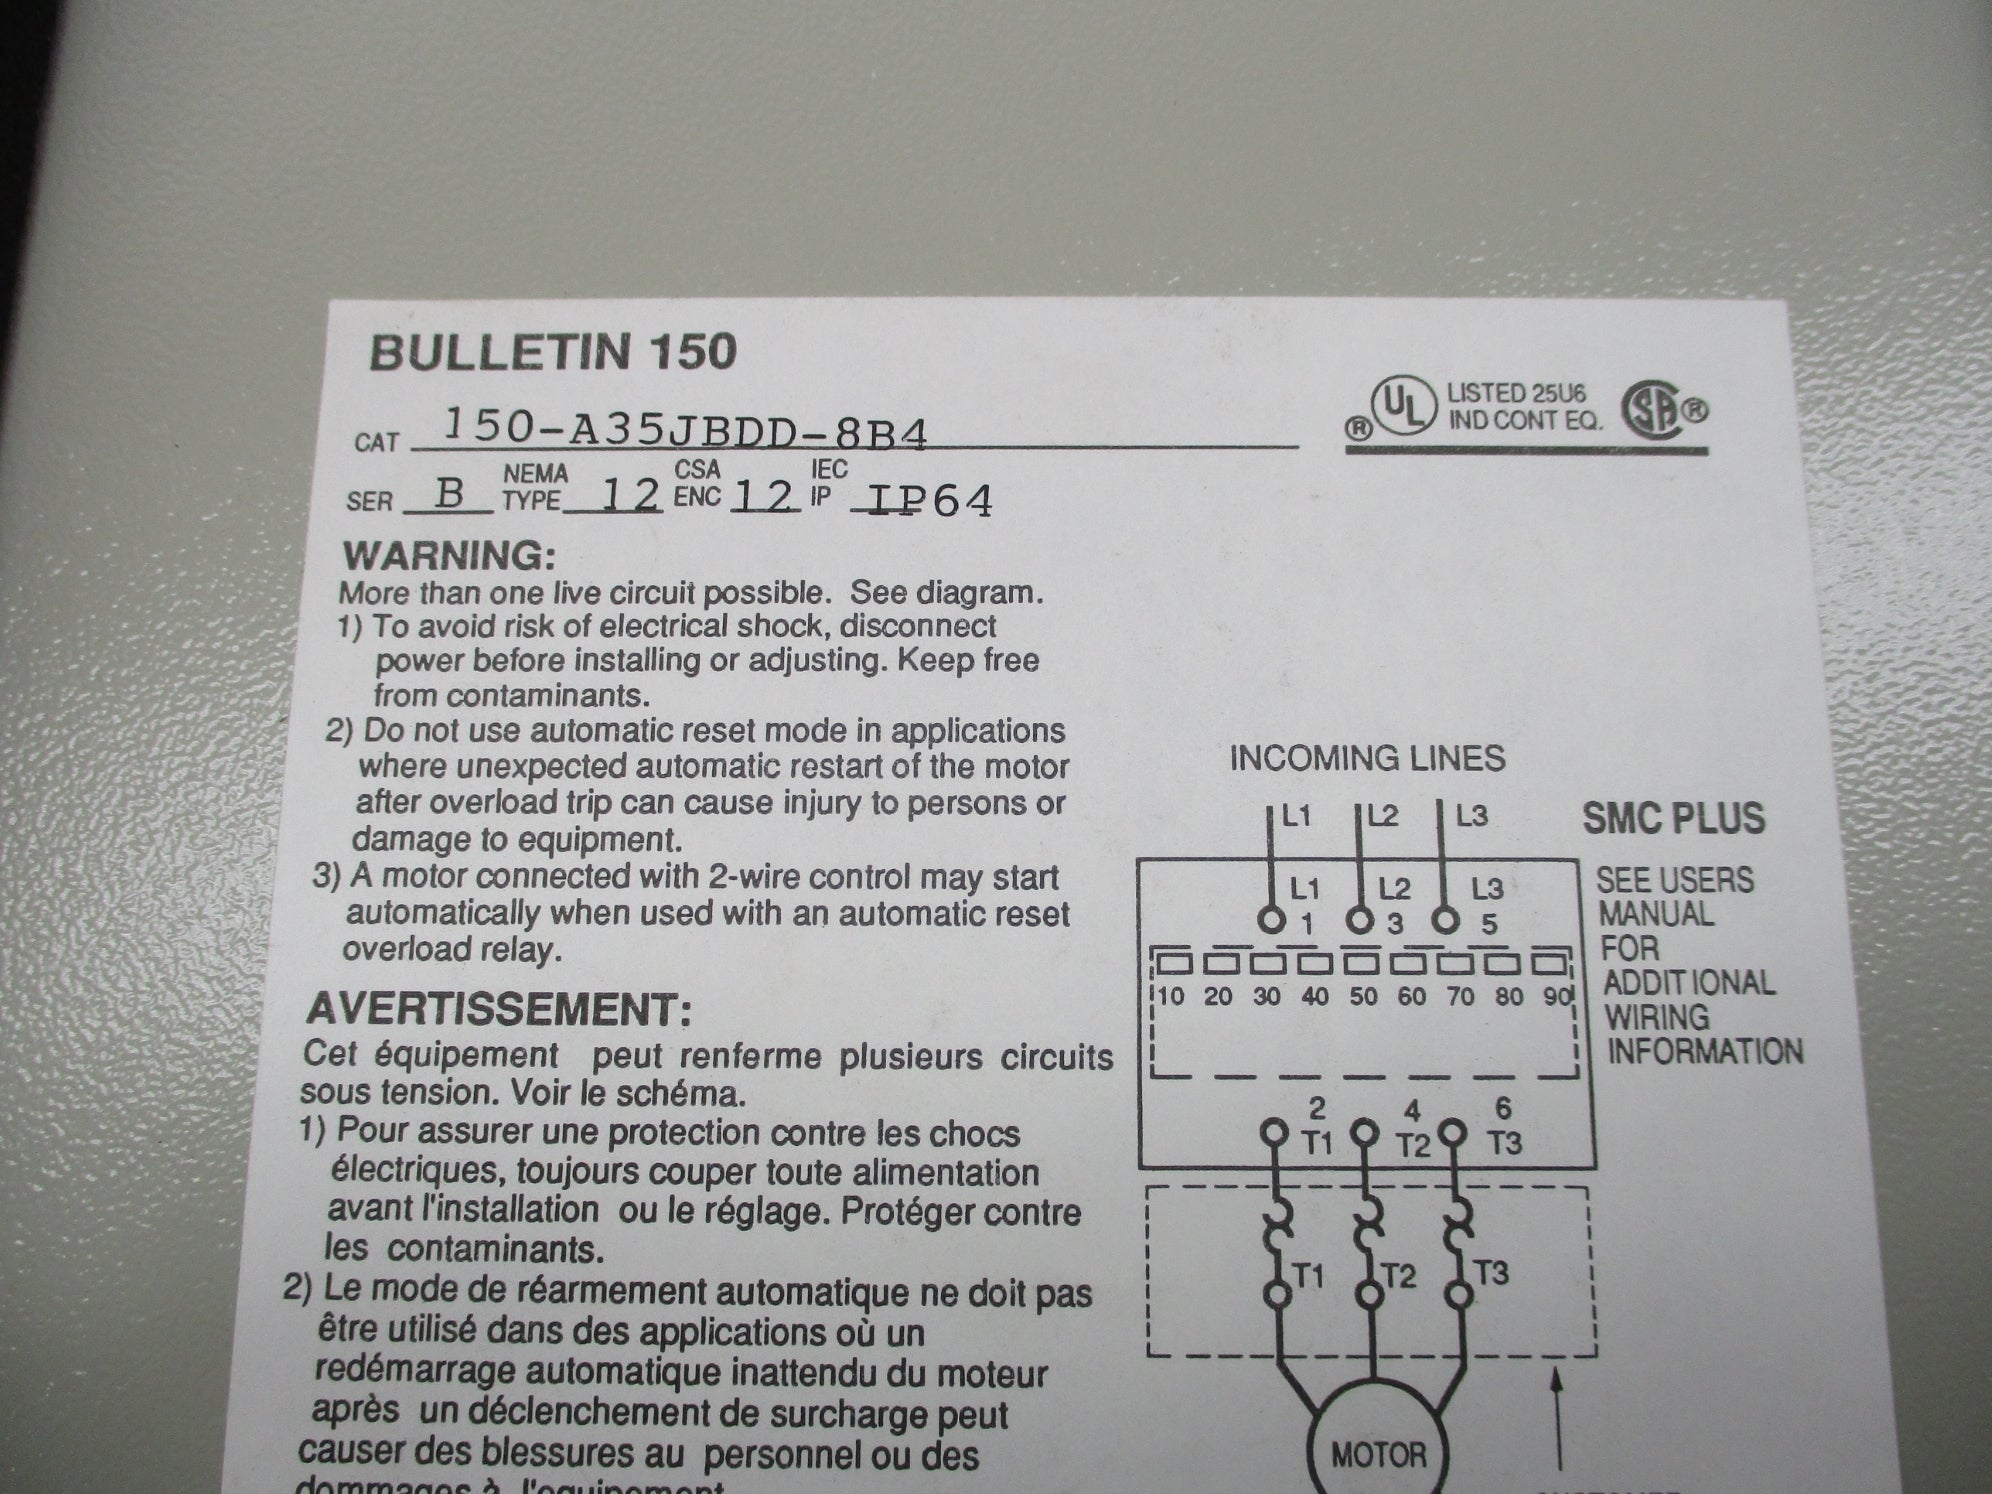 BULLETIN 150
CAT 150-A35JBDD-8B4
SER B NEMA TYPE 12 CSA ENC 12 IEC IP IP64
® UL LISTED 25U6
IND CONT EQ. SA ®
WARNING:
More than one live circuit possible. See diagram.
1) To avoid risk of electrical shock, disconnect
power before installing or adjusting. Keep free
from contaminants.
2) Do not use automatic reset mode in applications
where unexpected automatic restart of the motor
after overload trip can cause injury to persons or
damage to equipment.
3) A motor connected with 2-wire control may start
automatically when used with an automatic reset
overload relay.
AVERTISSEMENT:
Cet équipement peut renferme plusieurs circuits
sous tension. Voir le schéma.
1) Pour assurer une protection contre les chocs
électriques, toujours couper toute alimentation
avant l'installation ou le réglage. Protéger contre
les contaminants.
2) Le mode de réarmement automatique ne doit pas
être utilisé dans des applications où un
redémarrage automatique inattendu du moteur
après un déclenchement de surcharge peut
causer des blessures au personnel ou des
dommages à l'équipement
INCOMING LINES
L1 L2 L3
L1 L2 L3
1 3 5
10 20 30 40 50 60 70 80 90
2 4 6
T1 T2 T3
T1 T2 T3
MOTOR
SMC PLUS
SEE USERS
MANUAL
FOR
ADDITIONAL
WIRING
INFORMATION